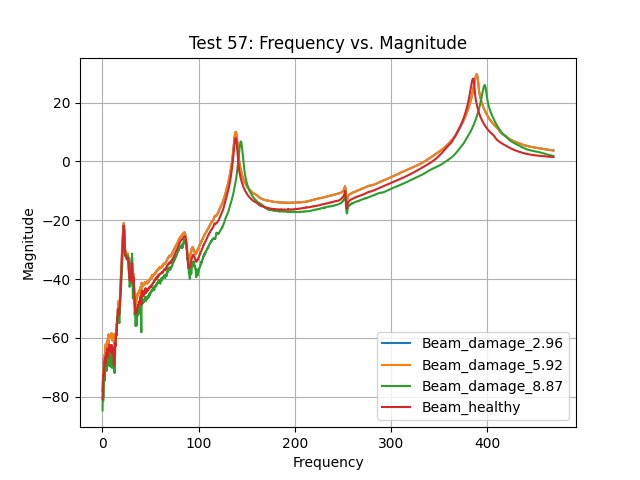 Test 57: Frequency vs. Magnitude
Magnitude
20
0
−20
−40
−60
−80
0
100
200
300
400
Frequency
Beam_damage_2.96
Beam_damage_5.92
Beam_damage_8.87
Beam_healthy